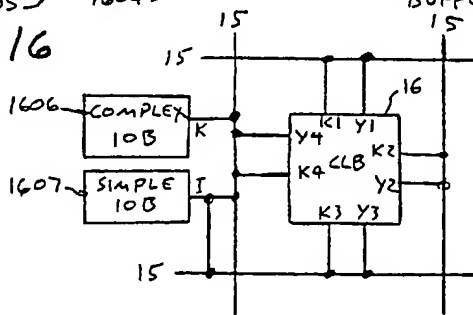 16
15
15
15
1606
COMPLEX
IOB
K
1607
SIMPLE
IOB
I
16
K1 Y1
Y4
K4
CLB
K2
Y2
K3 Y3
15